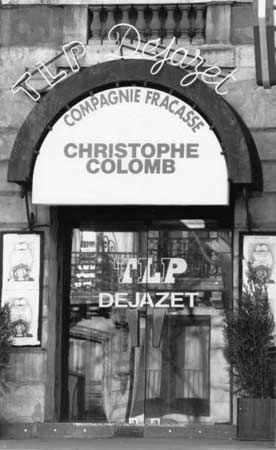 TLP Dejazet
COMPAGNIE FRACASSE
CHRISTOPHE
COLOMB
TLP
DEJAZET